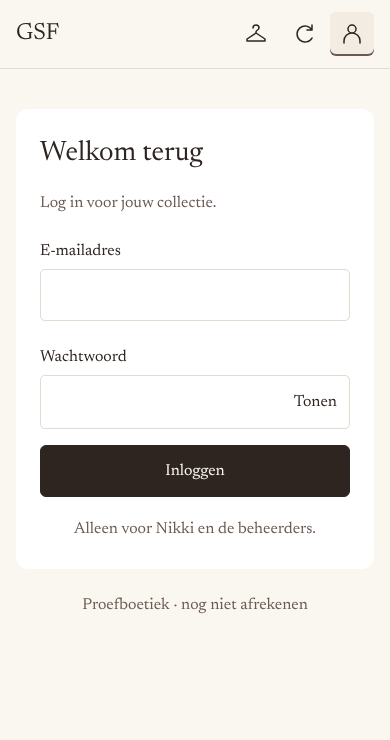 GSF
Welkom terug
Log in voor jouw collectie.
E-mailadres
Wachtwoord
Tonen
Inloggen
Alleen voor Nikki en de beheerders.
Proefboetiek · nog niet afrekenen